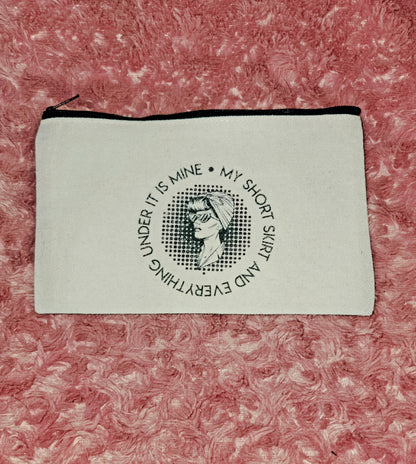 MY SHORT SKIRT AND EVERYTHING UNDER IT IS MINE •